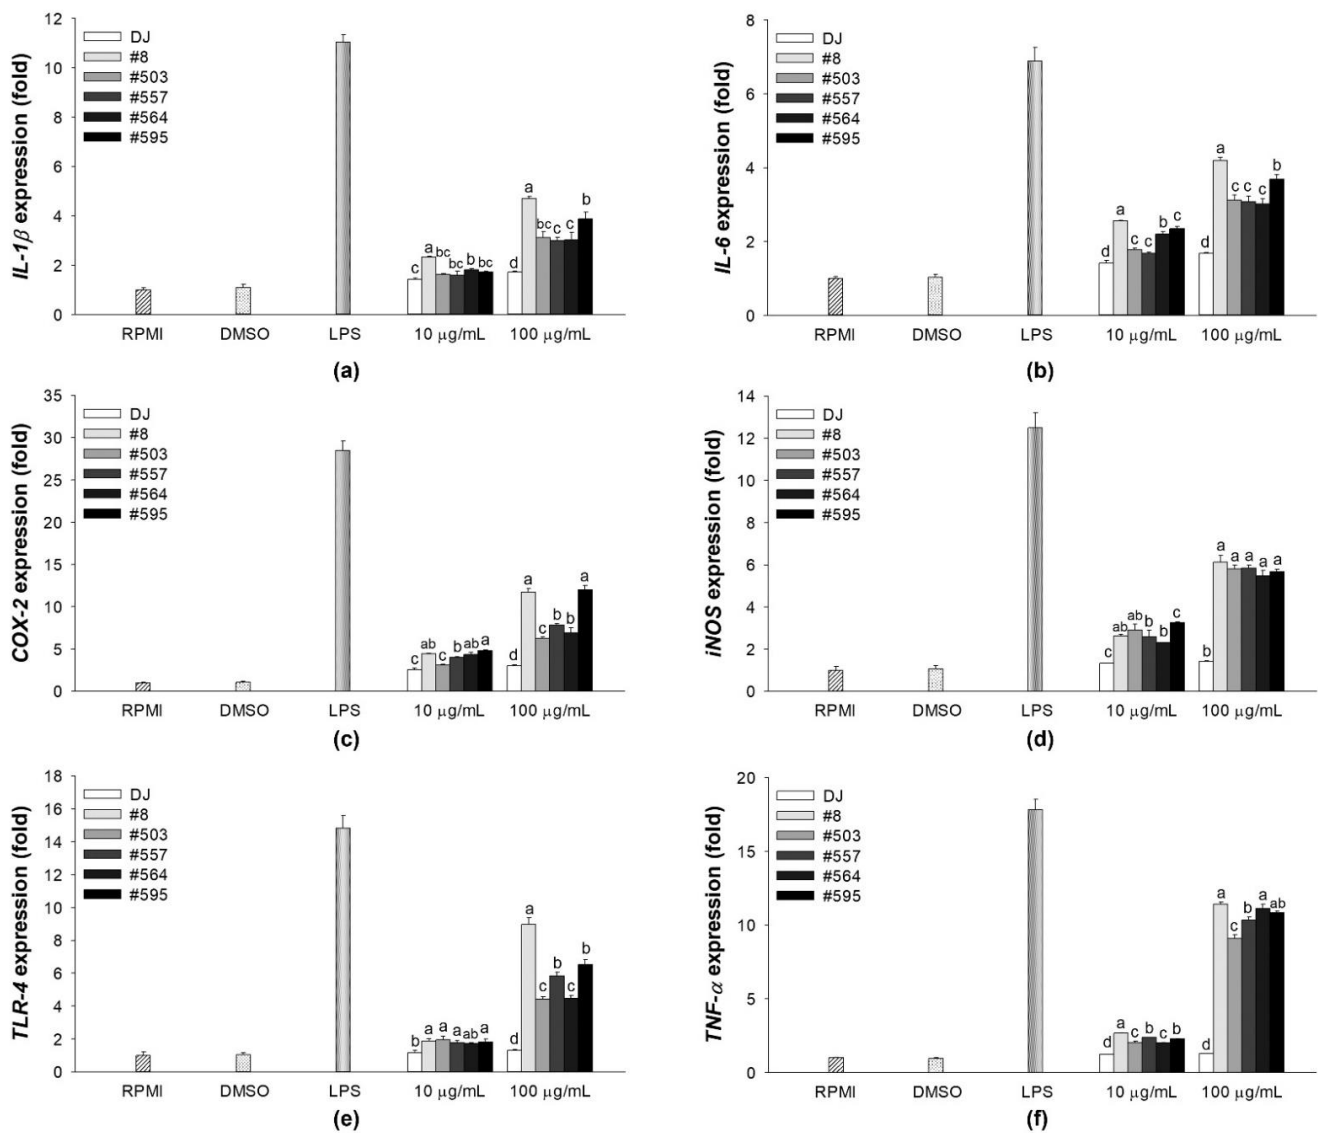 IL-1β expression (fold)
12
10
8
6
4
2
0
DJ
#8
#503
#557
#564
#595
c
a
bc
bc
b
bc
d
a
bc
c
c
b
RPMI
DMSO
LPS
10 µg/mL
100 µg/mL
(a)
IL-6 expression (fold)
8
6
4
2
0
DJ
#8
#503
#557
#564
#595
d
a
c
c
b
c
d
a
c
c
c
b
RPMI
DMSO
LPS
10 µg/mL
100 µg/mL
(b)
COX-2 expression (fold)
35
30
25
20
15
10
5
0
DJ
#8
#503
#557
#564
#595
c
ab
c
b
ab
a
d
a
c
b
b
a
RPMI
DMSO
LPS
10 µg/mL
100 µg/mL
(c)
iNOS expression (fold)
14
12
10
8
6
4
2
0
DJ
#8
#503
#557
#564
#595
c
ab
ab
b
b
c
b
a
a
a
a
a
RPMI
DMSO
LPS
10 µg/mL
100 µg/mL
(d)
TLR-4 expression (fold)
18
16
14
12
10
8
6
4
2
0
DJ
#8
#503
#557
#564
#595
b
a
a
a
ab
a
d
a
c
b
c
b
RPMI
DMSO
LPS
10 µg/mL
100 µg/mL
(e)
TNF-α expression (fold)
20
15
10
5
0
DJ
#8
#503
#557
#564
#595
d
a
c
b
c
b
d
a
c
b
a
ab
RPMI
DMSO
LPS
10 µg/mL
100 µg/mL
(f)